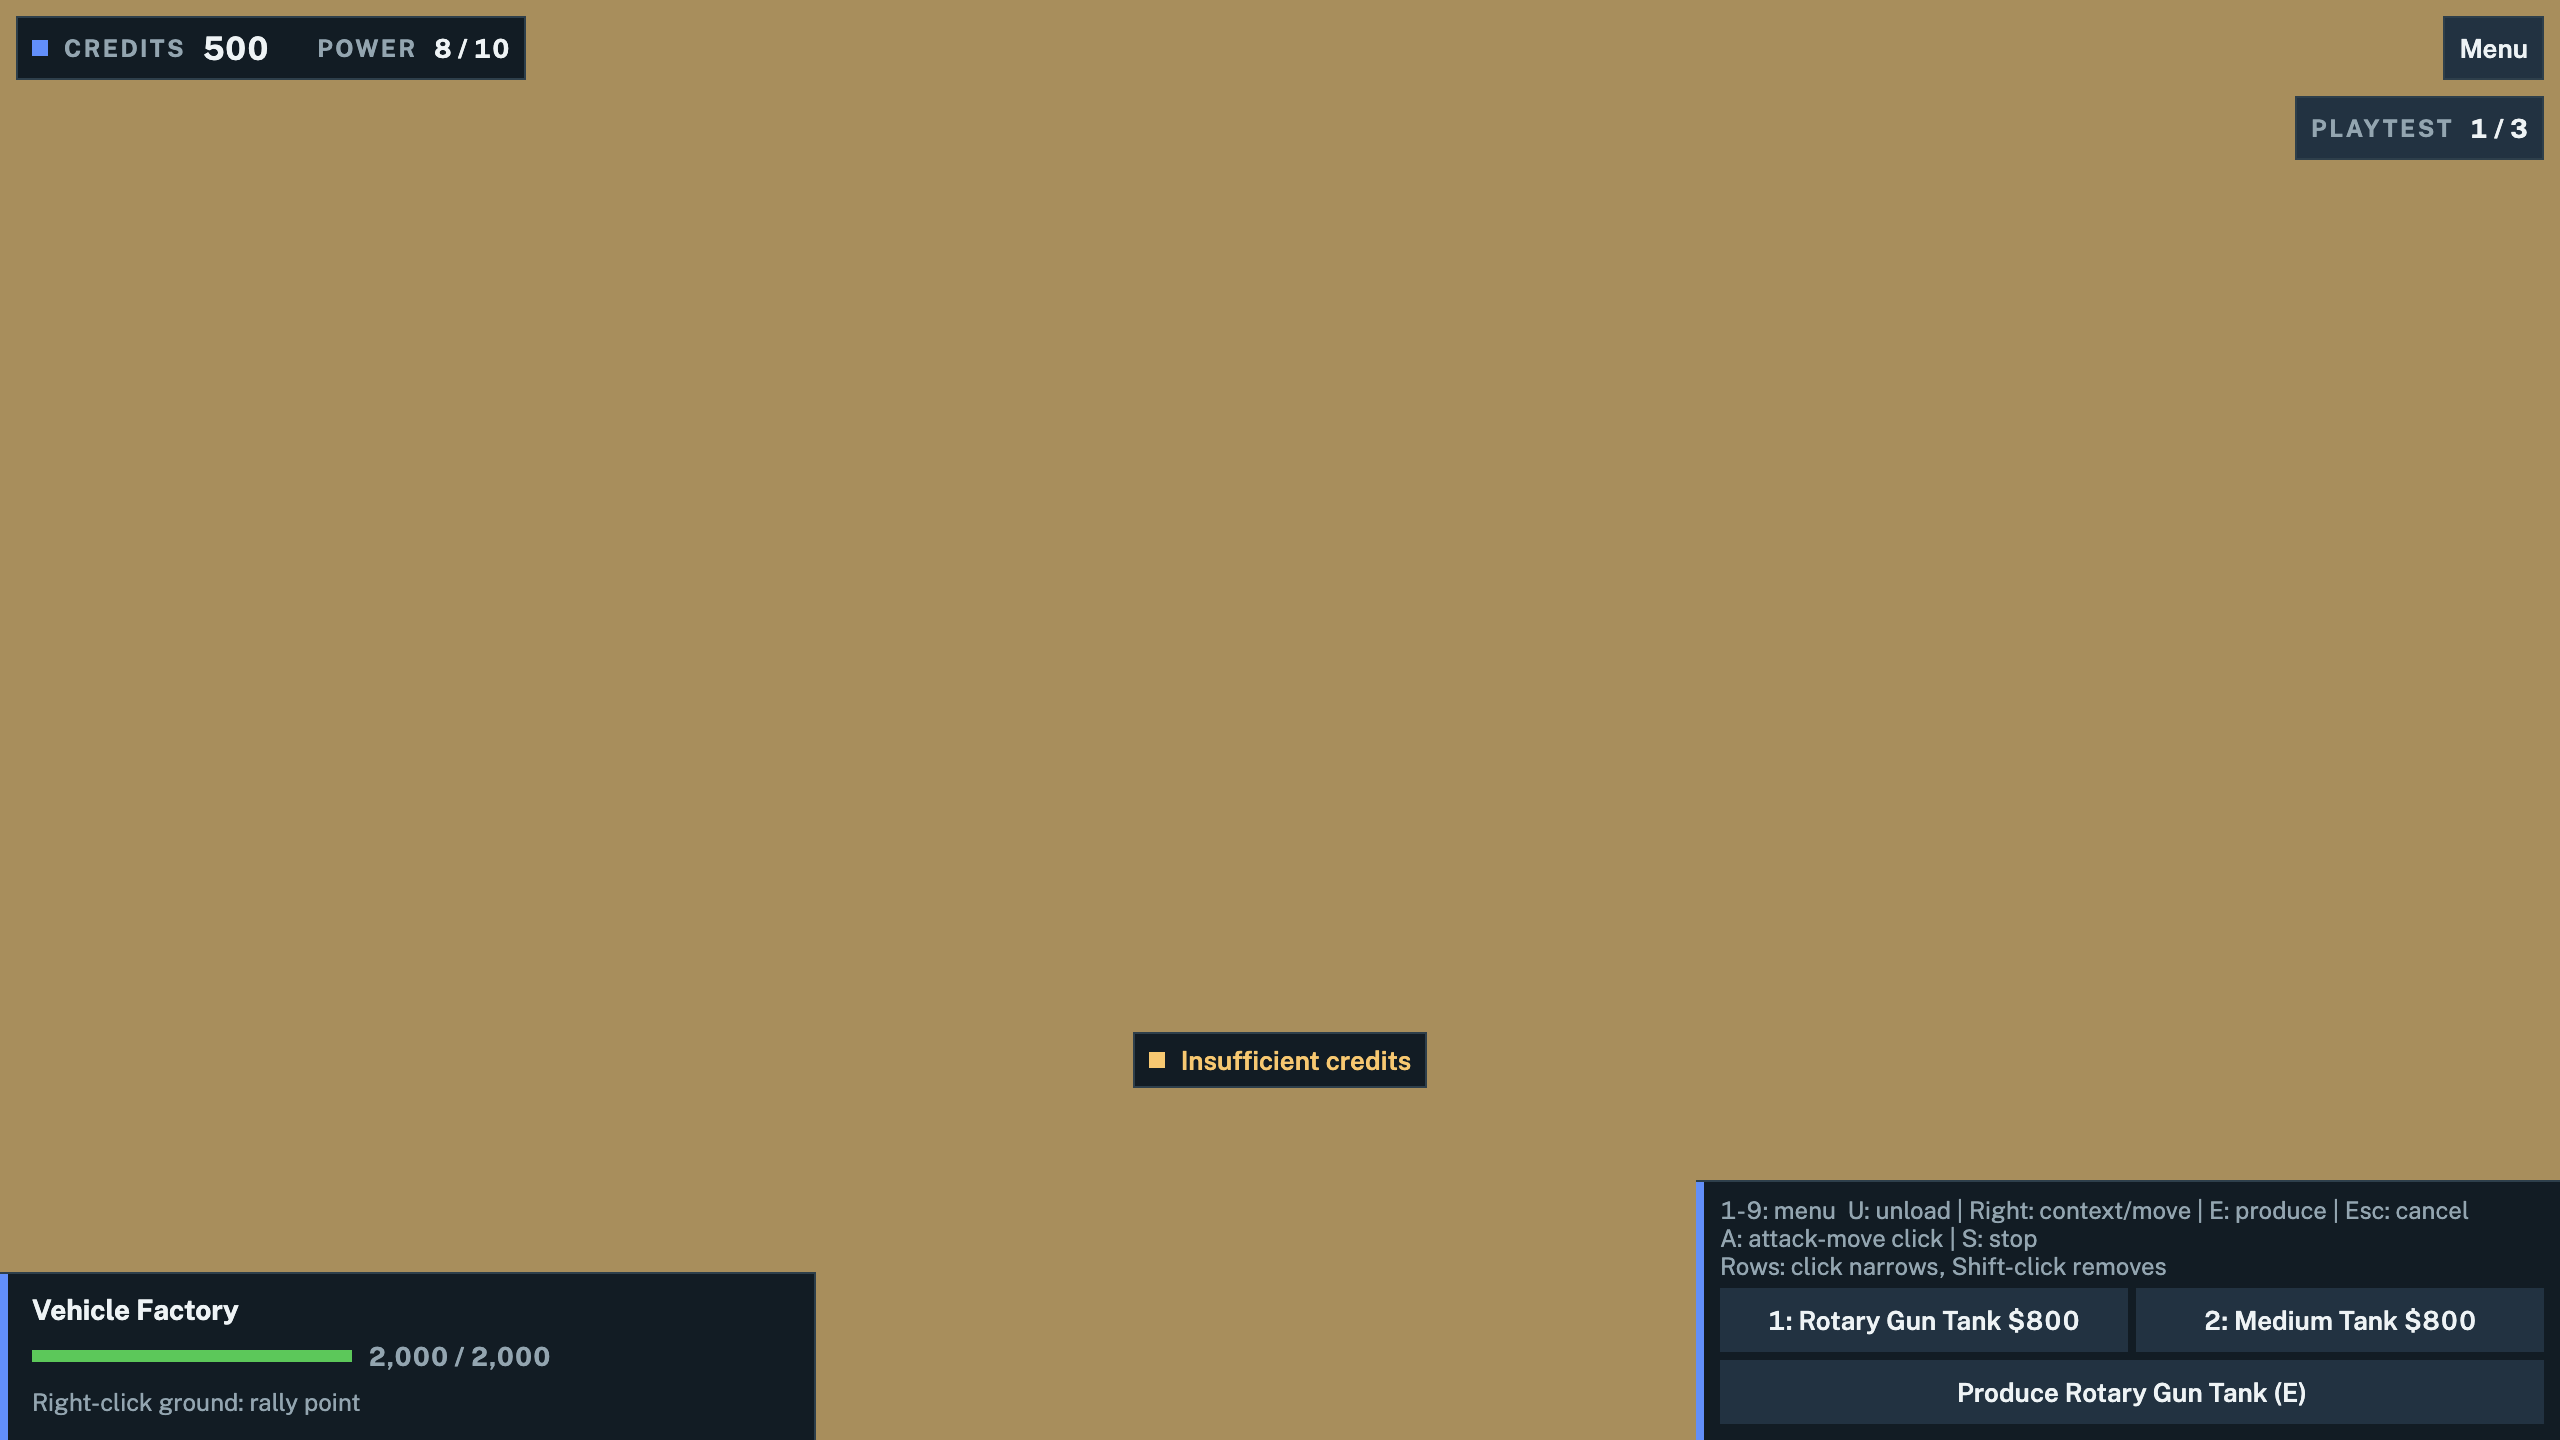 CREDITS 500 POWER 8 / 10
Menu
PLAYTEST 1 / 3
Insufficient credits
Vehicle Factory
2,000 / 2,000
Right-click ground: rally point
1-9: menu U: unload | Right: context/move | E: produce | Esc: cancel
A: attack-move click | S: stop
Rows: click narrows, Shift-click removes
1: Rotary Gun Tank $800
2: Medium Tank $800
Produce Rotary Gun Tank (E)